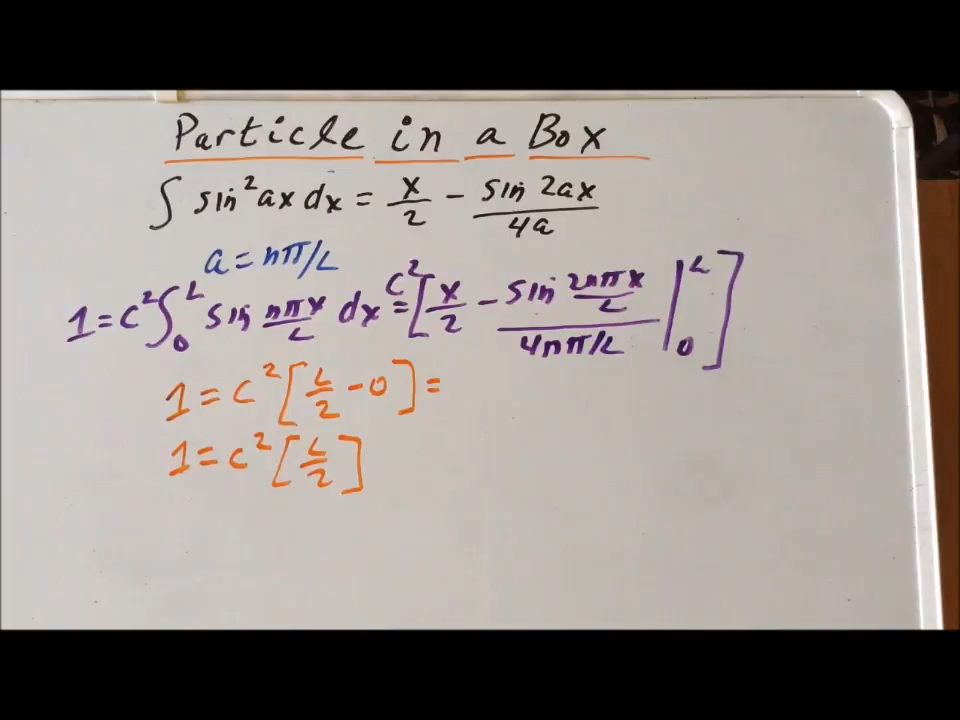 Particle in a Box
∫ sin²ax dx = x/2 - sin 2ax/4a
a = nπ/L
1 = c²∫₀ᴸ sin nπx/L dx = c²[x/2 - sin 2nπx/L / 4nπ/L |₀ᴸ]
1 = c²[L/2 - 0] =
1 = c²[L/2]